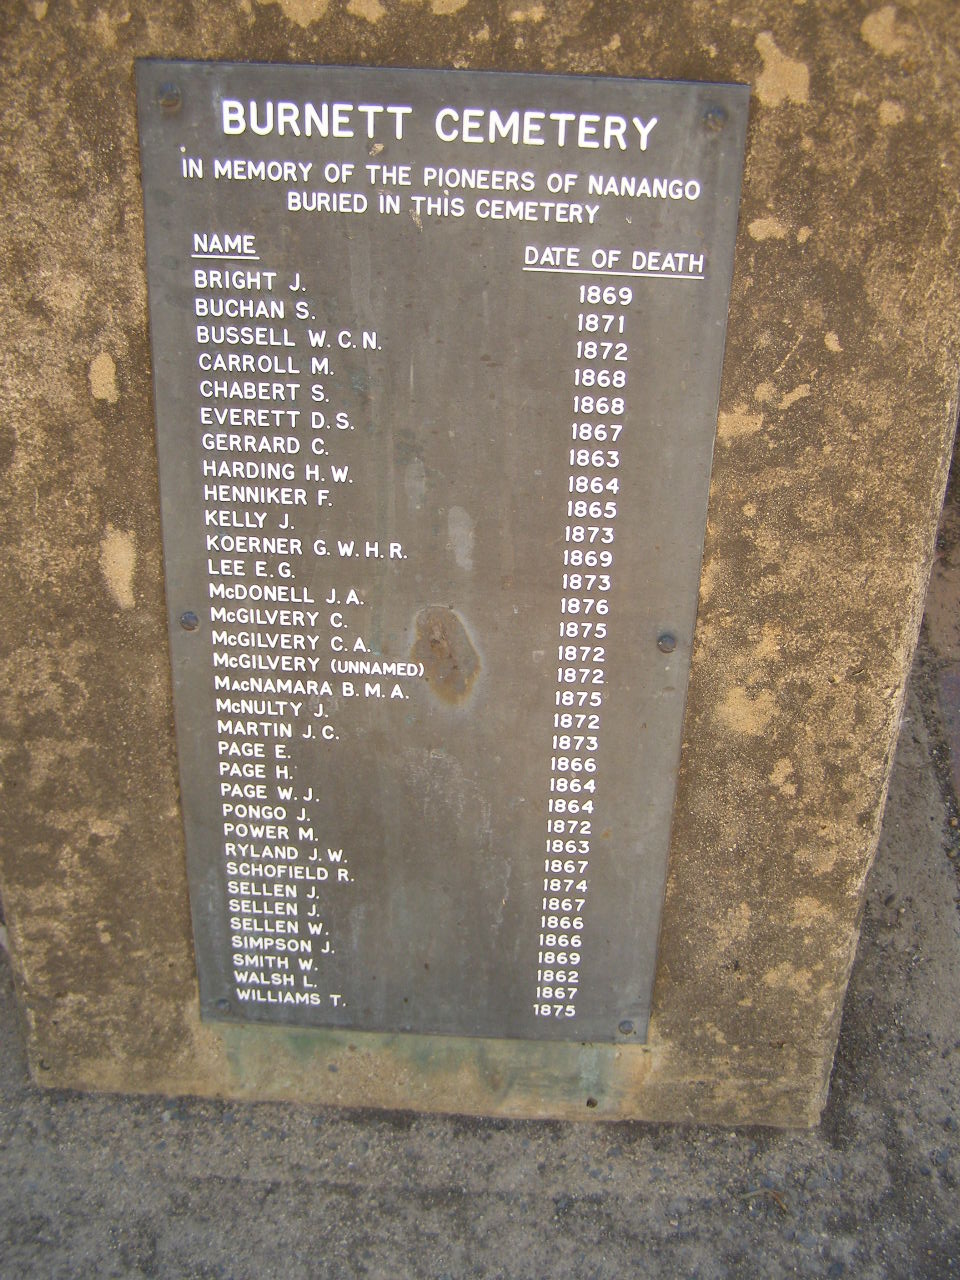 BURNETT CEMETERY
IN MEMORY OF THE PIONEERS OF NANANGO
BURIED IN THIS CEMETERY
NAME DATE OF DEATH
BRIGHT J. 1869
BUCHAN S. 1871
BUSSELL W.C.N. 1872
CARROLL M. 1868
CHABERT S. 1868
EVERETT D.S. 1867
GERRARD C. 1863
HARDING H.W. 1864
HENNIKER F. 1865
KELLY J. 1873
KOERNER G.W.H.R. 1869
LEE E.G. 1873
McDONELL J.A. 1876
McGILVERY C. 1875
McGILVERY C.A. 1872
McGILVERY (UNNAMED) 1872
MacNAMARA B.M.A. 1875
McNULTY J. 1872
MARTIN J.C. 1873
PAGE E. 1866
PAGE H. 1864
PAGE W.J. 1864
PONGO J. 1872
POWER M. 1863
RYLAND J.W. 1867
SCHOFIELD R. 1874
SELLEN J. 1867
SELLEN J. 1866
SELLEN W. 1866
SIMPSON J. 1869
SMITH W. 1862
WALSH L. 1867
WILLIAMS T. 1875